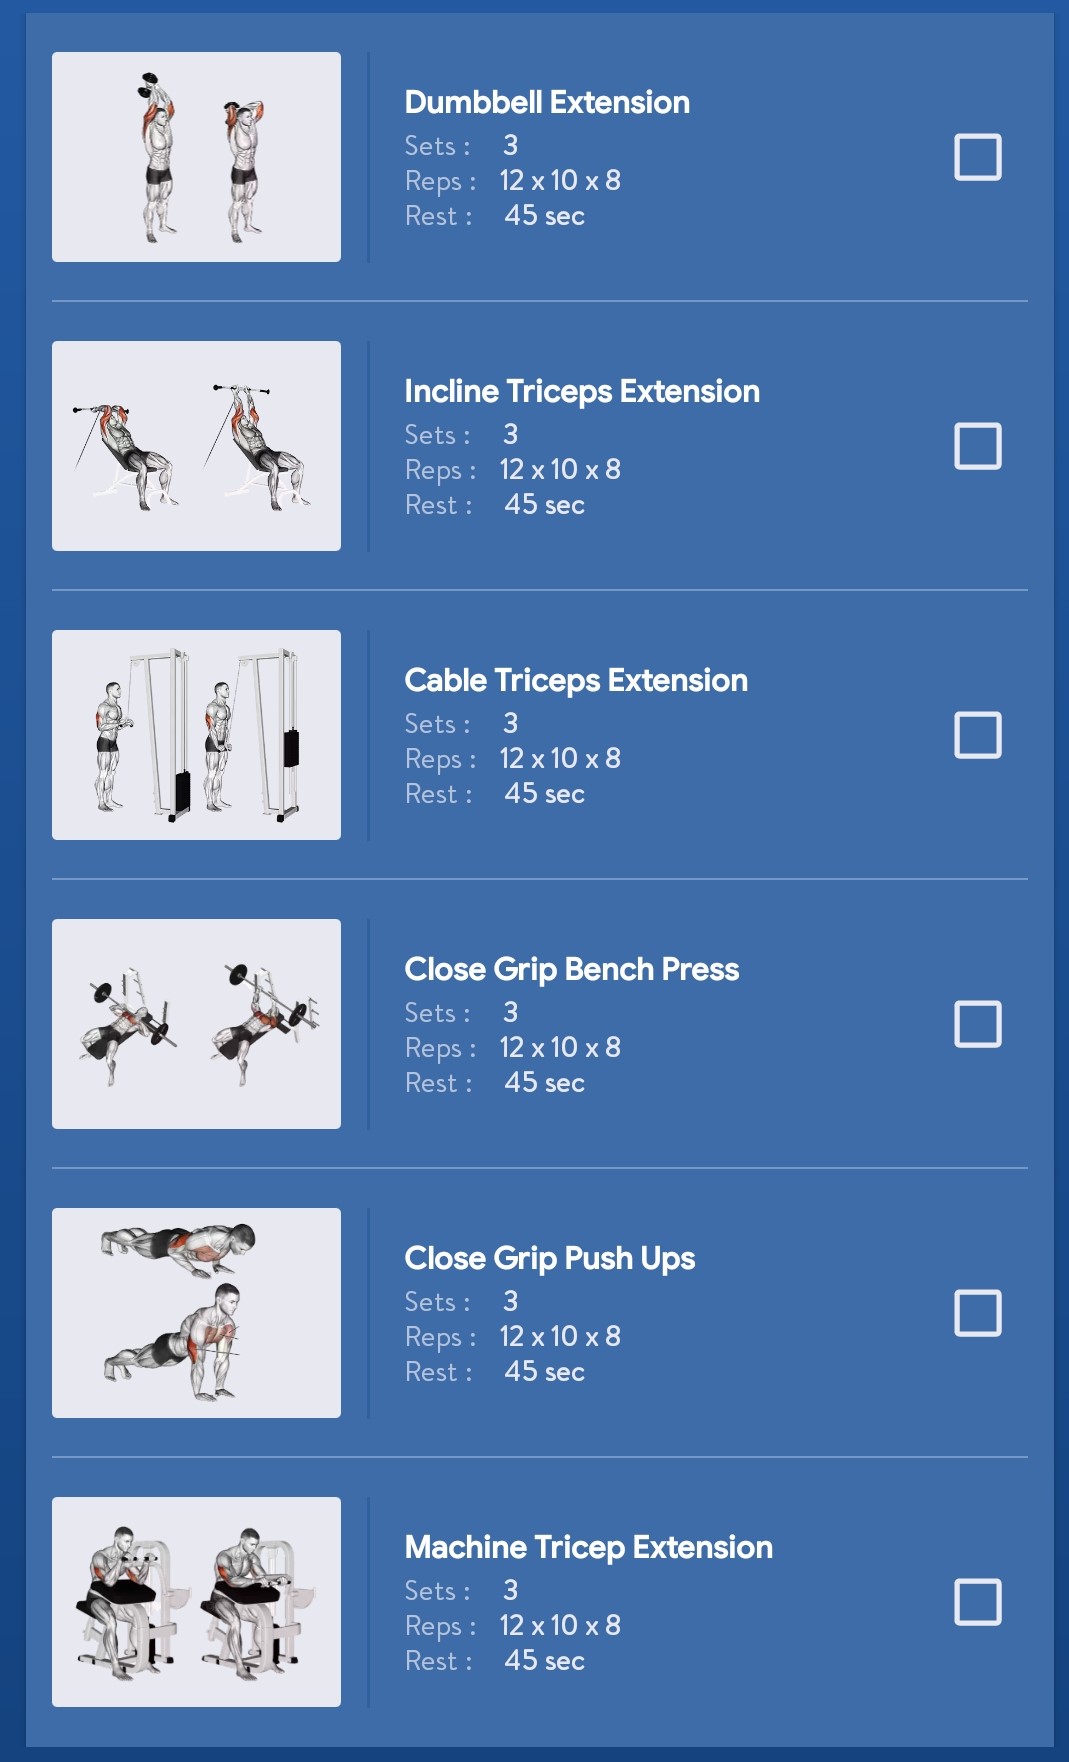 Dumbbell Extension
Sets : 3
Reps : 12 x 10 x 8
Rest : 45 sec
Incline Triceps Extension
Sets : 3
Reps : 12 x 10 x 8
Rest : 45 sec
Cable Triceps Extension
Sets : 3
Reps : 12 x 10 x 8
Rest : 45 sec
Close Grip Bench Press
Sets : 3
Reps : 12 x 10 x 8
Rest : 45 sec
Close Grip Push Ups
Sets : 3
Reps : 12 x 10 x 8
Rest : 45 sec
Machine Tricep Extension
Sets : 3
Reps : 12 x 10 x 8
Rest : 45 sec